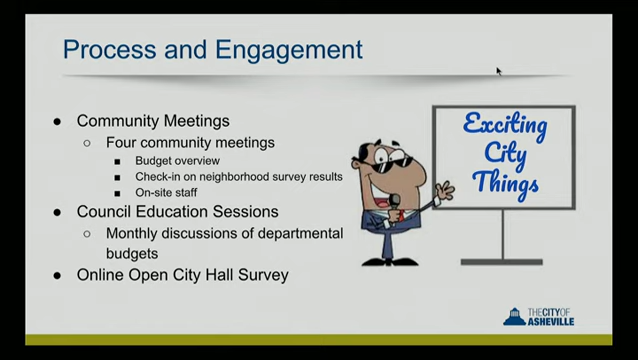 Process and Engagement
● Community Meetings
○ Four community meetings
■ Budget overview
■ Check-in on neighborhood survey results
■ On-site staff
● Council Education Sessions
○ Monthly discussions of departmental
budgets
● Online Open City Hall Survey
Exciting
City
Things
THE CITY OF
ASHEVILLE